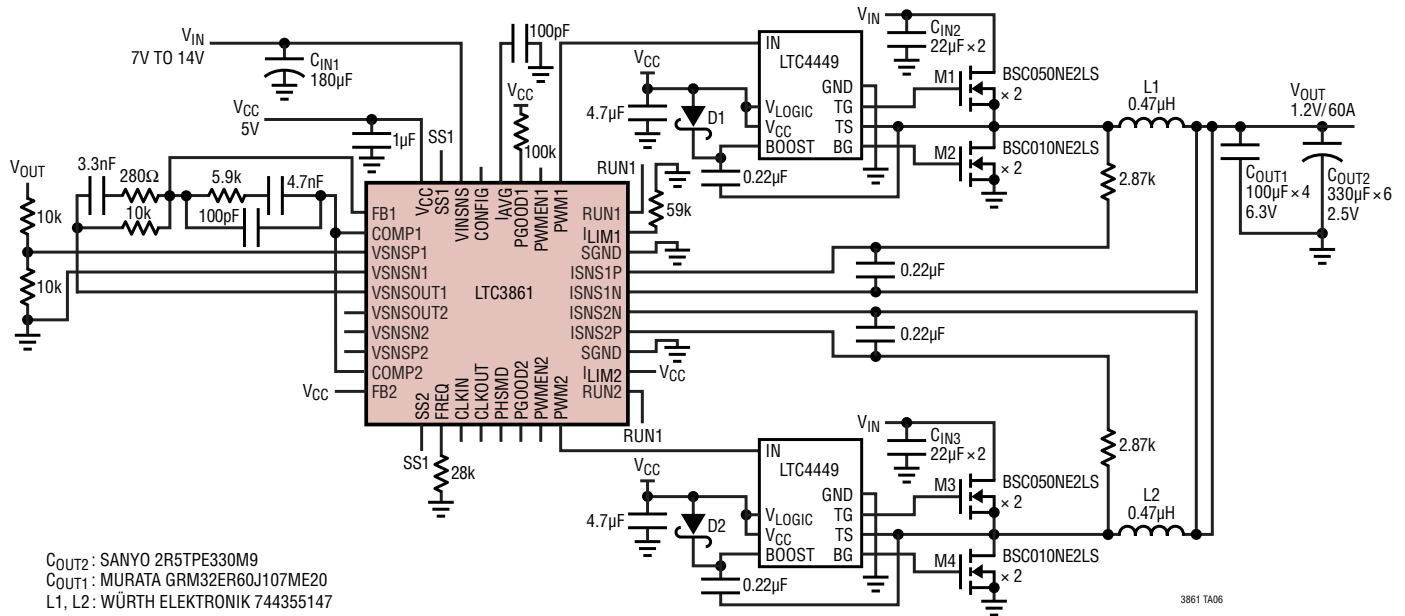 VIN
7V TO 14V
CIN1
180µF
VCC
5V
1µF
SS1
100pF
VCC
100k
VOUT
3.3nF
280Ω
5.9k
4.7nF
10k
10k
100pF
10k
FB1
COMP1
VSNSP1
VSNSN1
VSNSOUT1
VSNSOUT2
VSNSN2
VSNSP2
COMP2
FB2
VCC
VCC
SS1
VINSNS
CONFIG
IAVG
PGOOD1
PWMEN1
PWM1
LTC3861
RUN1
ILIM1
SGND
ISNS1P
ISNS1N
ISNS2N
ISNS2P
SGND
ILIM2
RUN2
SS2
FREQ
CLKIN
CLKOUT
PHSMD
PGOOD2
PWMEN2
PWM2
RUN1
59k
VCC
RUN1
SS1
28k
VCC
4.7µF
D1
0.22µF
IN
LTC4449
GND
VLOGIC
TG
VCC
TS
BOOST
BG
VIN
CIN2
22µF × 2
M1
BSC050NE2LS
× 2
M2
BSC010NE2LS
× 2
L1
0.47µH
2.87k
VOUT
1.2V/60A
COUT1
100µF × 4
6.3V
COUT2
330µF × 6
2.5V
0.22µF
0.22µF
VCC
4.7µF
D2
0.22µF
IN
LTC4449
GND
VLOGIC
TG
VCC
TS
BOOST
BG
VIN
CIN3
22µF × 2
M3
BSC050NE2LS
× 2
M4
BSC010NE2LS
× 2
2.87k
L2
0.47µH
COUT2: SANYO 2R5TPE330M9
COUT1: MURATA GRM32ER60J107ME20
L1, L2: WÜRTH ELEKTRONIK 744355147
3861 TA06